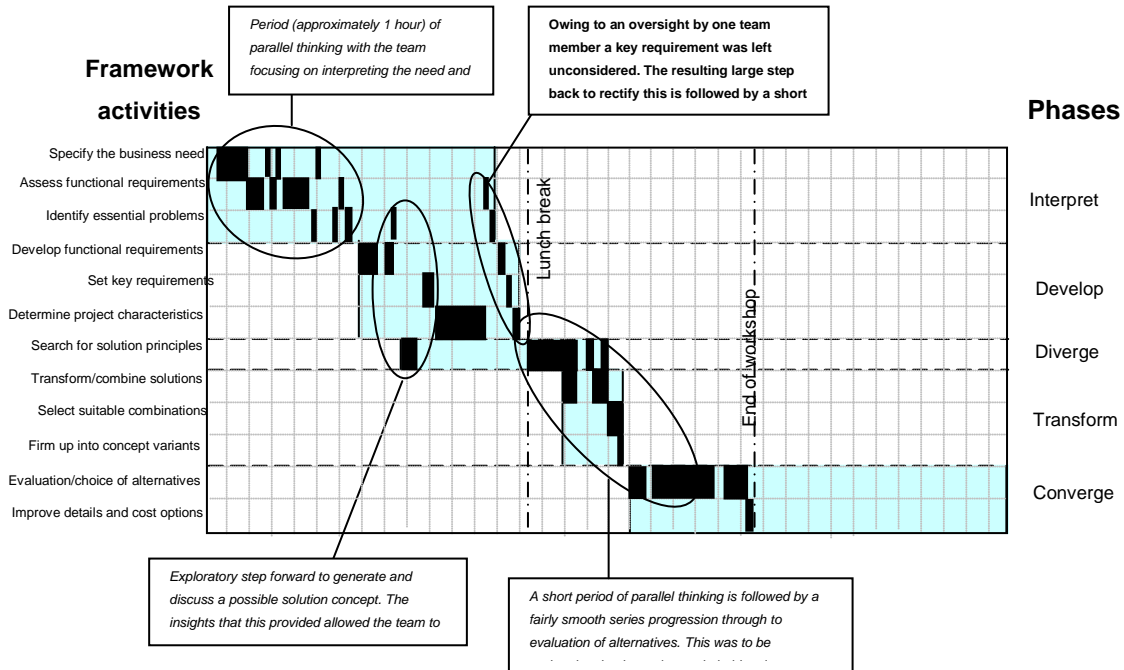 Period (approximately 1 hour) of
parallel thinking with the team
focusing on interpreting the need and
Owing to an oversight by one team
member a key requirement was left
unconsidered. The resulting large step
back to rectify this is followed by a short
Framework
activities
Phases
Specify the business need
Assess functional requirements
Identify essential problems
Develop functional requirements
Set key requirements
Determine project characteristics
Search for solution principles
Transform/combine solutions
Select suitable combinations
Firm up into concept variants
Evaluation/choice of alternatives
Improve details and cost options
Lunch break
End of workshop
Interpret
Develop
Diverge
Transform
Converge
Exploratory step forward to generate and
discuss a possible solution concept. The
insights that this provided allowed the team to
A short period of parallel thinking is followed by a
fairly smooth series progression through to
evaluation of alternatives. This was to be